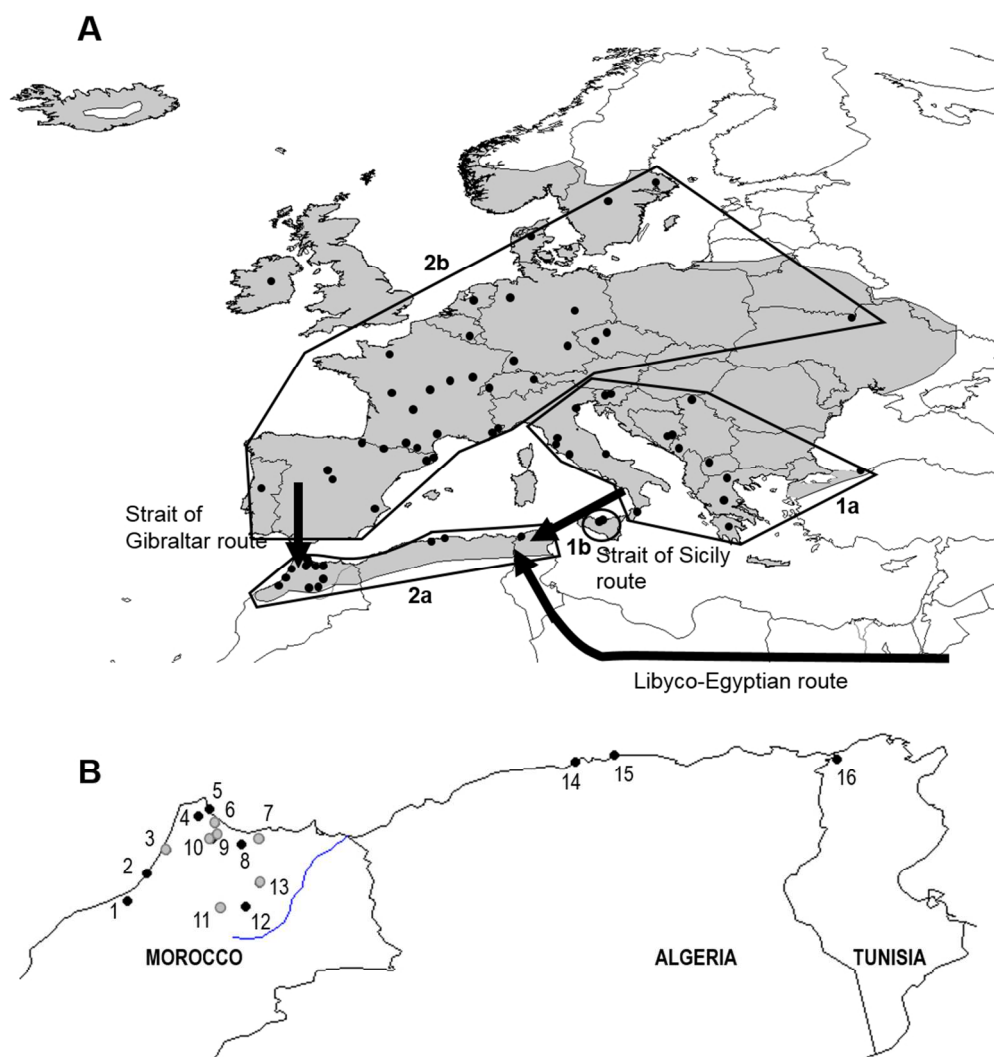 A
2b
1a
Strait of
Gibraltar route
1b
Strait of Sicily
route
2a
Libyco-Egyptian route
B
5
4
6
7
3
10
9
8
2
13
1
11
12
14
15
16
MOROCCO
ALGERIA
TUNISIA